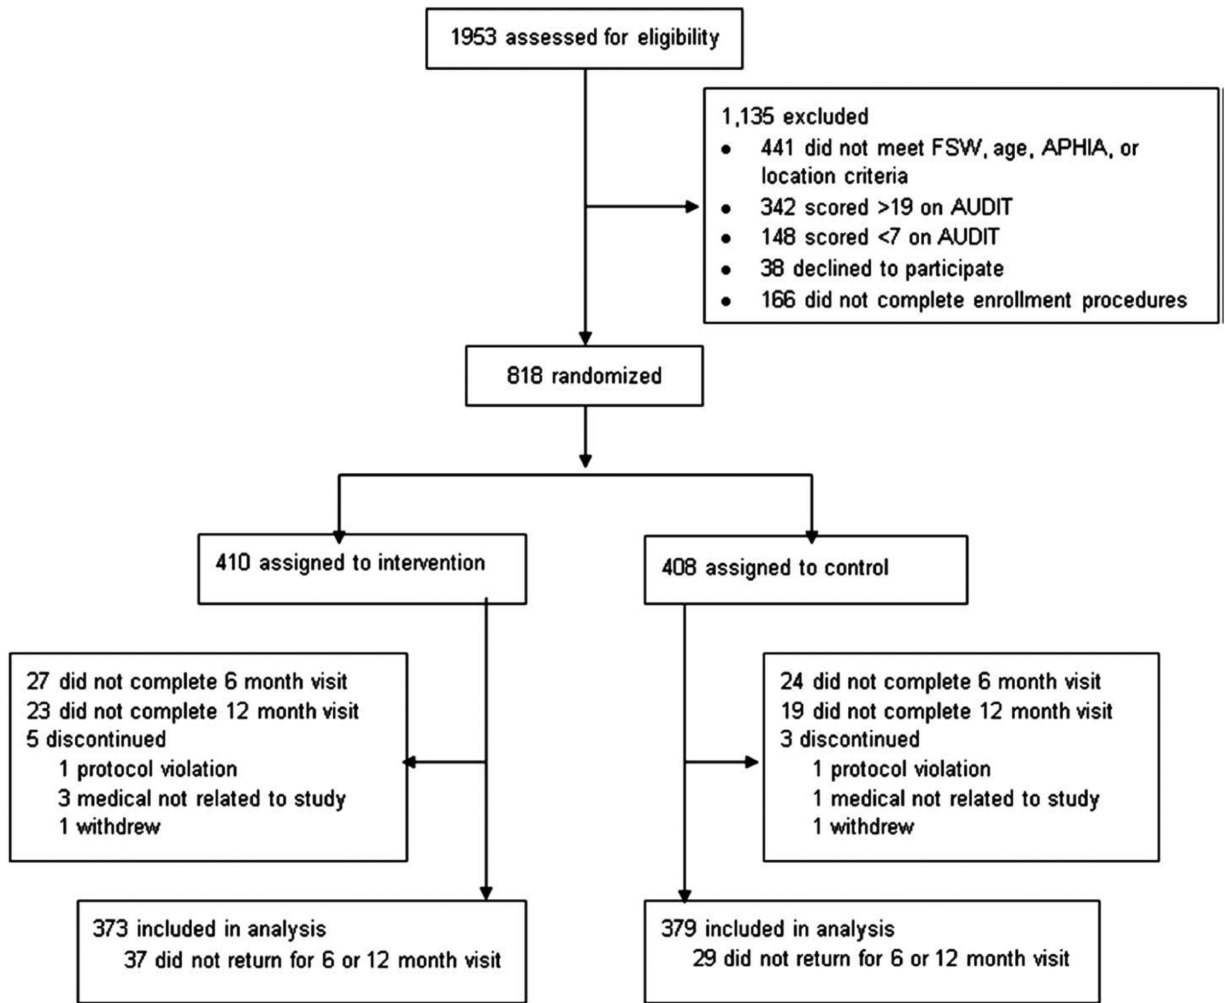 1953 assessed for eligibility
1,135 excluded
• 441 did not meet FSW, age, APHIA, or
location criteria
• 342 scored >19 on AUDIT
• 148 scored <7 on AUDIT
• 38 declined to participate
• 166 did not complete enrollment procedures
818 randomized
410 assigned to intervention
408 assigned to control
27 did not complete 6 month visit
23 did not complete 12 month visit
5 discontinued
1 protocol violation
3 medical not related to study
1 withdrew
24 did not complete 6 month visit
19 did not complete 12 month visit
3 discontinued
1 protocol violation
1 medical not related to study
1 withdrew
373 included in analysis
37 did not return for 6 or 12 month visit
379 included in analysis
29 did not return for 6 or 12 month visit